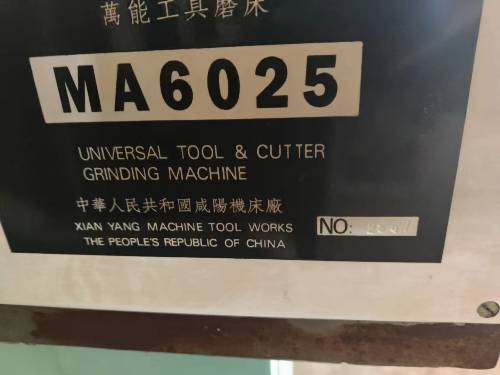 萬能工具磨床
MA6025
UNIVERSAL TOOL & CUTTER
GRINDING MACHINE
中華人民共和國咸陽機床廠
XIAN YANG MACHINE TOOL WORKS
THE PEOPLE'S REPUBLIC OF CHINA
NO: